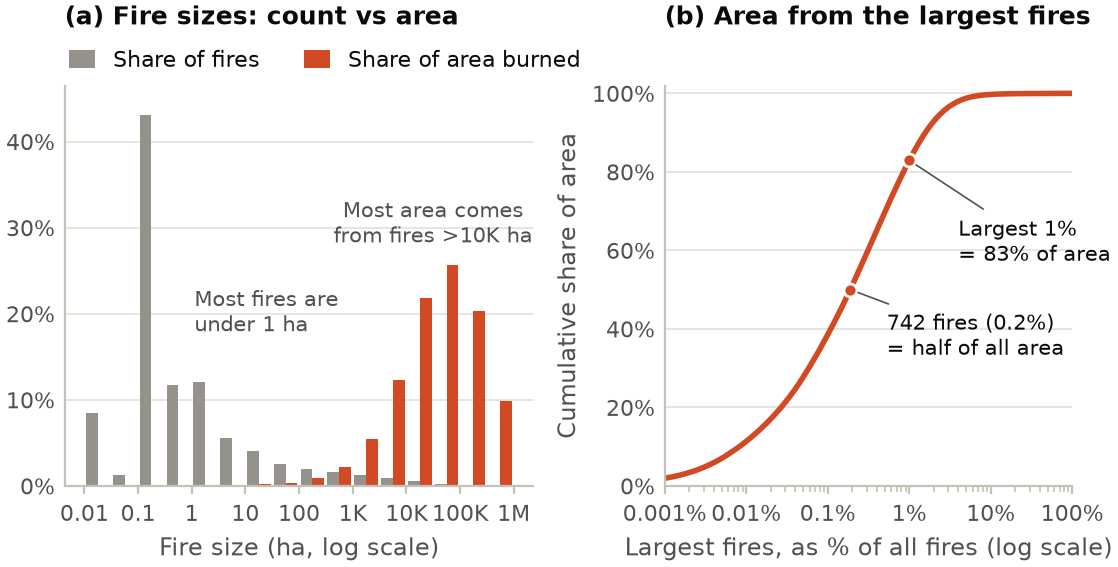 (a) Fire sizes: count vs area
Share of fires
Share of area burned
40%
30%
20%
10%
0%
Most area comes
from fires >10K ha
Most fires are
under 1 ha
0.01
0.1
1
10
100
1K
10K
100K
1M
Fire size (ha, log scale)
(b) Area from the largest fires
Cumulative share of area
100%
80%
60%
40%
20%
0%
Largest 1%
= 83% of area
742 fires (0.2%)
= half of all area
0.001%
0.01%
0.1%
1%
10%
100%
Largest fires, as % of all fires (log scale)